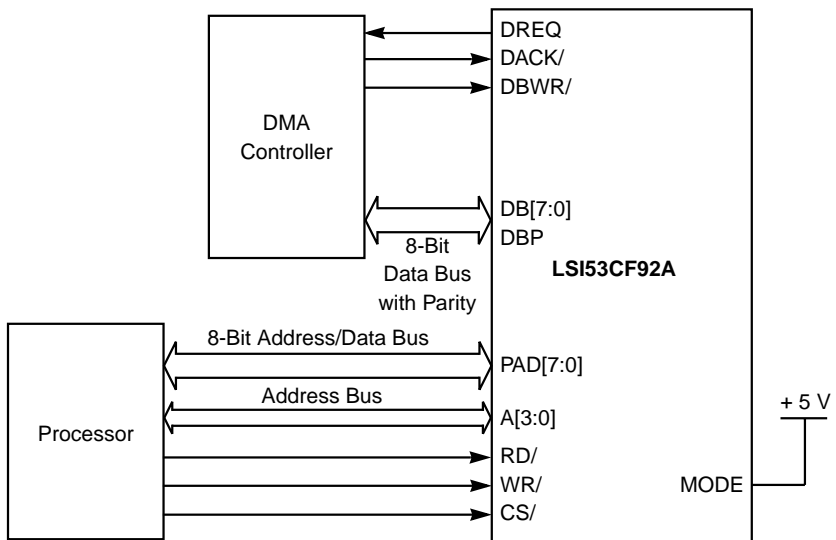 DREQ
DACK/
DBWR/
DMA
Controller
DB[7:0]
DBP
8-Bit
Data Bus
with Parity
LSI53CF92A
8-Bit Address/Data Bus
PAD[7:0]
Address Bus
A[3:0]
+ 5 V
Processor
RD/
WR/
MODE
CS/